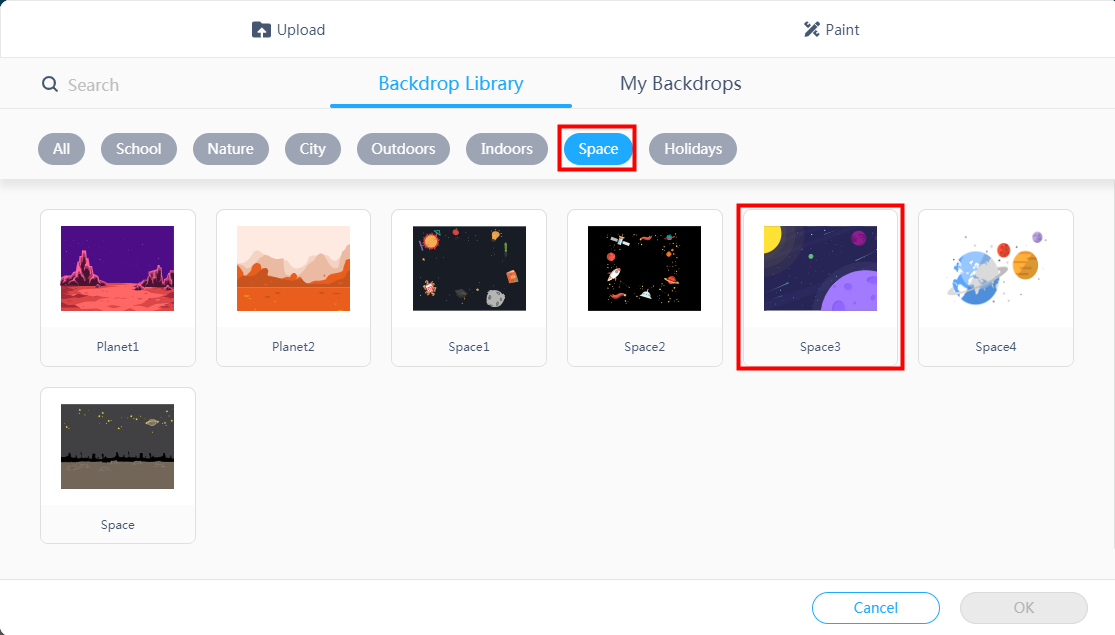 Upload
Paint
Search
Backdrop Library
My Backdrops
All
School
Nature
City
Outdoors
Indoors
Space
Holidays
Planet1
Planet2
Space1
Space2
Space3
Space4
Space
Cancel
OK